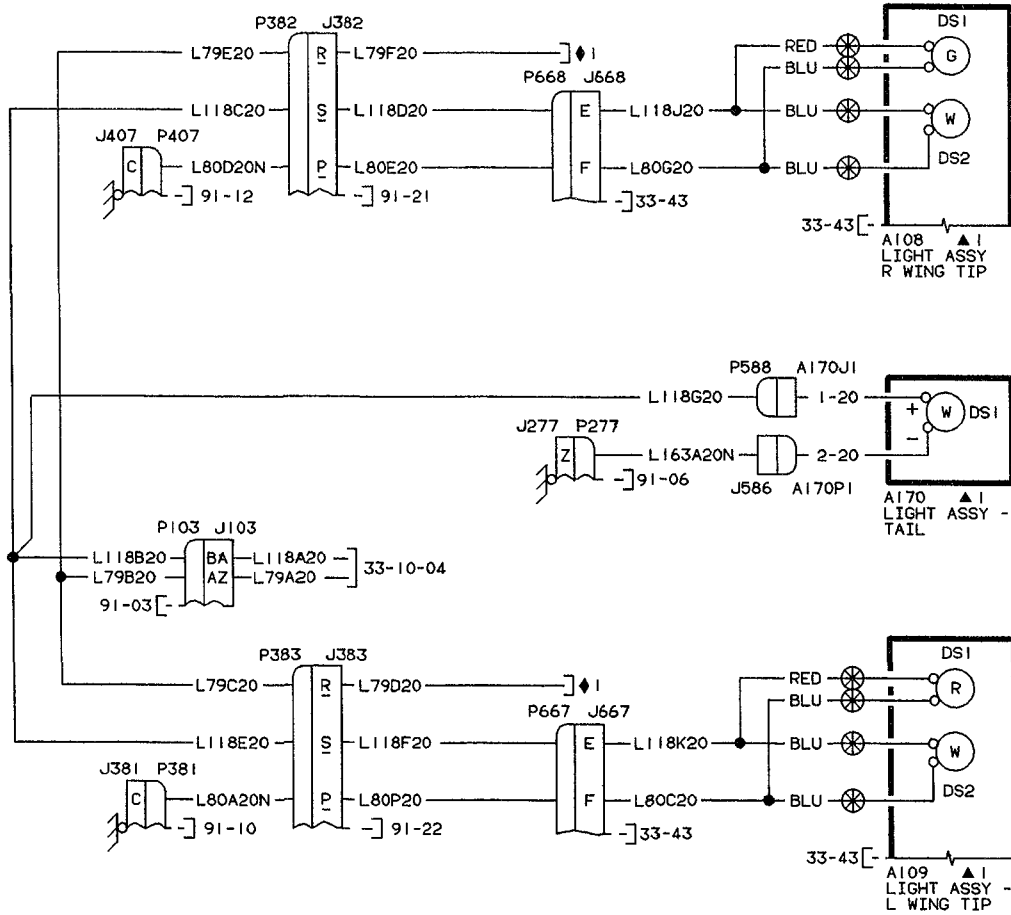 P382 J382
DS1
L79E20 R L79F20 ◆1
RED
G
BLU
P668 J668
L118C20 S L118D20 E L118J20 BLU W
J407 P407
DS2
C L80D20N P L80E20 F L80G20 BLU
91-12 91-21 33-43
33-43
A108 ▲1
LIGHT ASSY
R WING TIP
P588 A170J1
L118G20 1-20 + W DS1
J277 P277
Z L163A20N 2-20 -
91-06
J586 A170P1
A170 ▲1
LIGHT ASSY -
TAIL
P103 J103
L118B20 BA L118A20
33-10-04
L79B20 AZ L79A20
91-03
P383 J383
DS1
L79C20 R L79D20 ◆1
RED
R
BLU
P667 J667
L118E20 S L118F20 E L118K20 BLU W
J381 P381
DS2
C L80A20N P L80P20 F L80C20 BLU
91-10 91-22 33-43
33-43
A109 ▲1
LIGHT ASSY -
L WING TIP